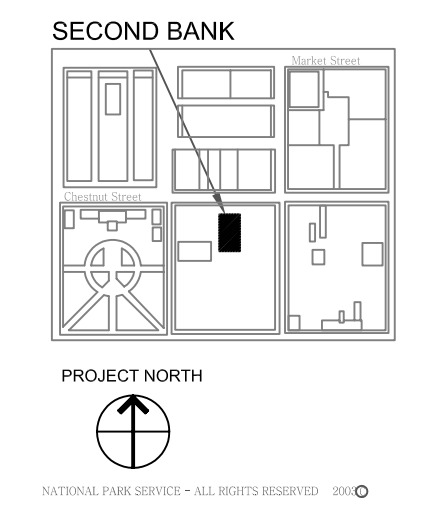 SECOND BANK
Market Street
Chestnut Street
PROJECT NORTH
NATIONAL PARK SERVICE - ALL RIGHTS RESERVED 2003